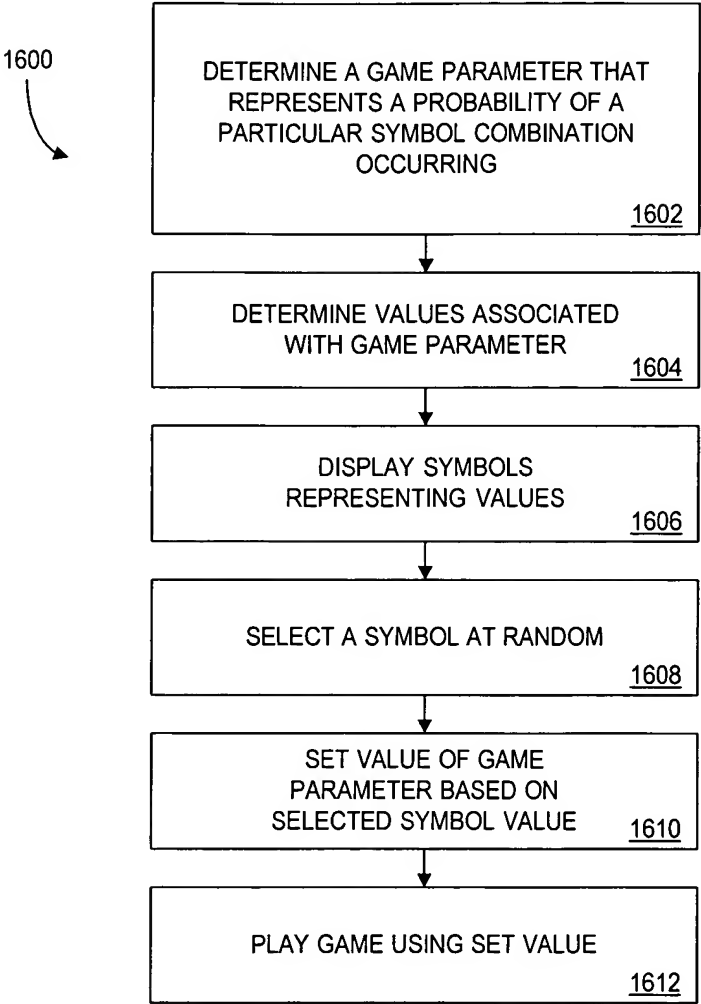 1600
DETERMINE A GAME PARAMETER THAT
REPRESENTS A PROBABILITY OF A
PARTICULAR SYMBOL COMBINATION
OCCURRING
1602
DETERMINE VALUES ASSOCIATED
WITH GAME PARAMETER
1604
DISPLAY SYMBOLS
REPRESENTING VALUES
1606
SELECT A SYMBOL AT RANDOM
1608
SET VALUE OF GAME
PARAMETER BASED ON
SELECTED SYMBOL VALUE
1610
PLAY GAME USING SET VALUE
1612